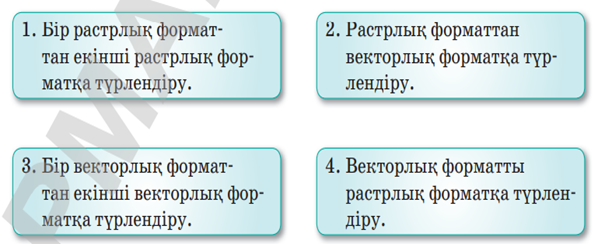 1. Бір растрлық формат-
тан екінші растрлық фор-
матқа түрлендіру.
2. Растрлық форматтан
векторлық форматқа түр-
лендіру.
3. Бір векторлық формат-
тан екінші векторлық фор-
матқа түрлендіру.
4. Векторлық форматты
растрлық форматқа түрлен-
діру.